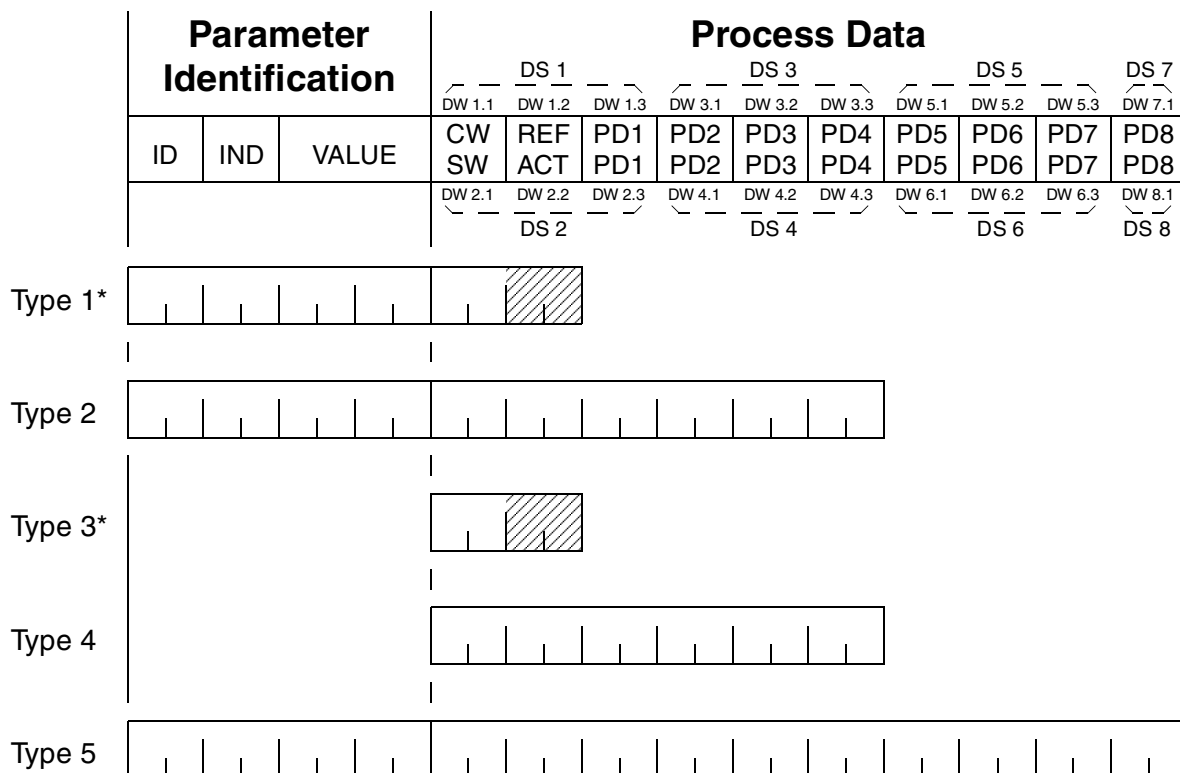 Parameter Identification
Process Data
DS 1 DS 3 DS 5 DS 7
DW 1.1 DW 1.2 DW 1.3 DW 3.1 DW 3.2 DW 3.3 DW 5.1 DW 5.2 DW 5.3 DW 7.1
ID IND VALUE
CW REF PD1 PD2 PD3 PD4 PD5 PD6 PD7 PD8
SW ACT PD1 PD2 PD3 PD4 PD5 PD6 PD7 PD8
DW 2.1 DW 2.2 DW 2.3 DW 4.1 DW 4.2 DW 4.3 DW 6.1 DW 6.2 DW 6.3 DW 8.1
DS 2 DS 4 DS 6 DS 8
Type 1*
Type 2
Type 3*
Type 4
Type 5